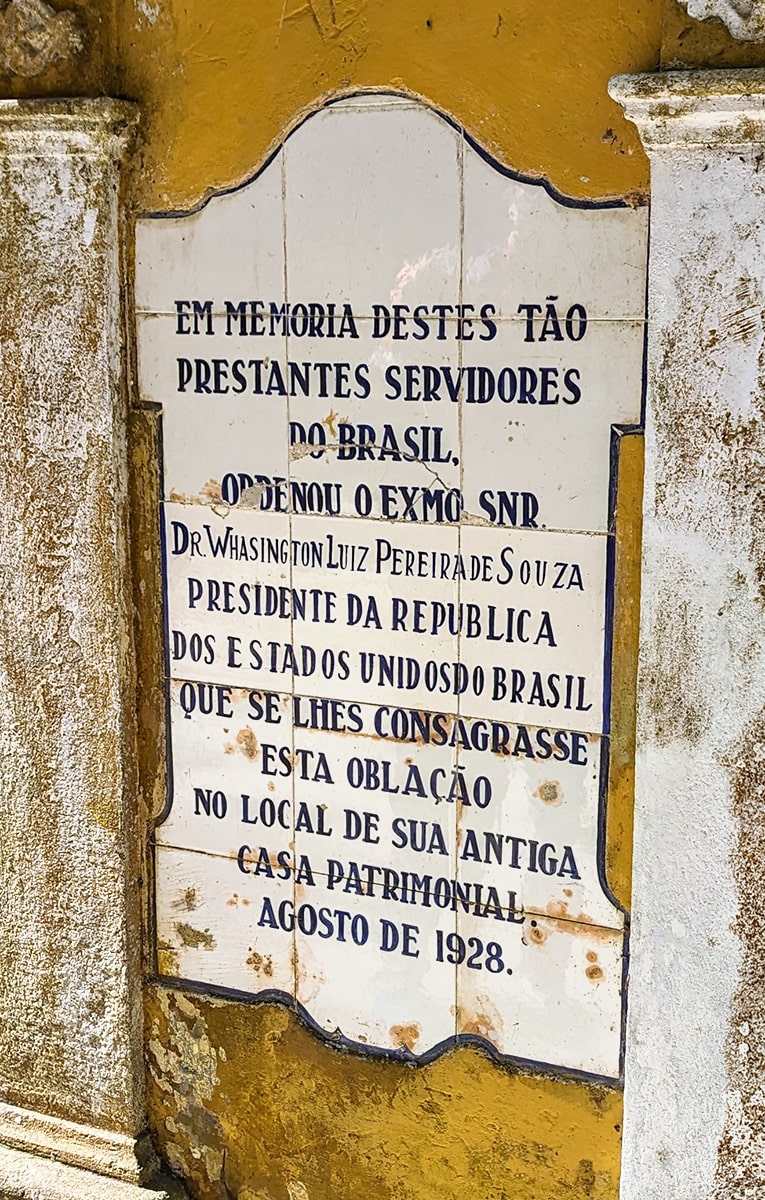 EM MEMORIA DESTES TÃO
PRESTANTES SERVIDORES
DO BRASIL,
ORDENOU O EXMO SNR.
DR. WHASINGTON LUIZ PEREIRA DE SOUZA
PRESIDENTE DA REPUBLICA
DOS ESTADOS UNIDOS DO BRASIL
QUE SE LHES CONSAGRASSE
ESTA OBLAÇÃO
NO LOCAL DE SUA ANTIGA
CASA PATRIMONIAL.
AGOSTO DE 1928.